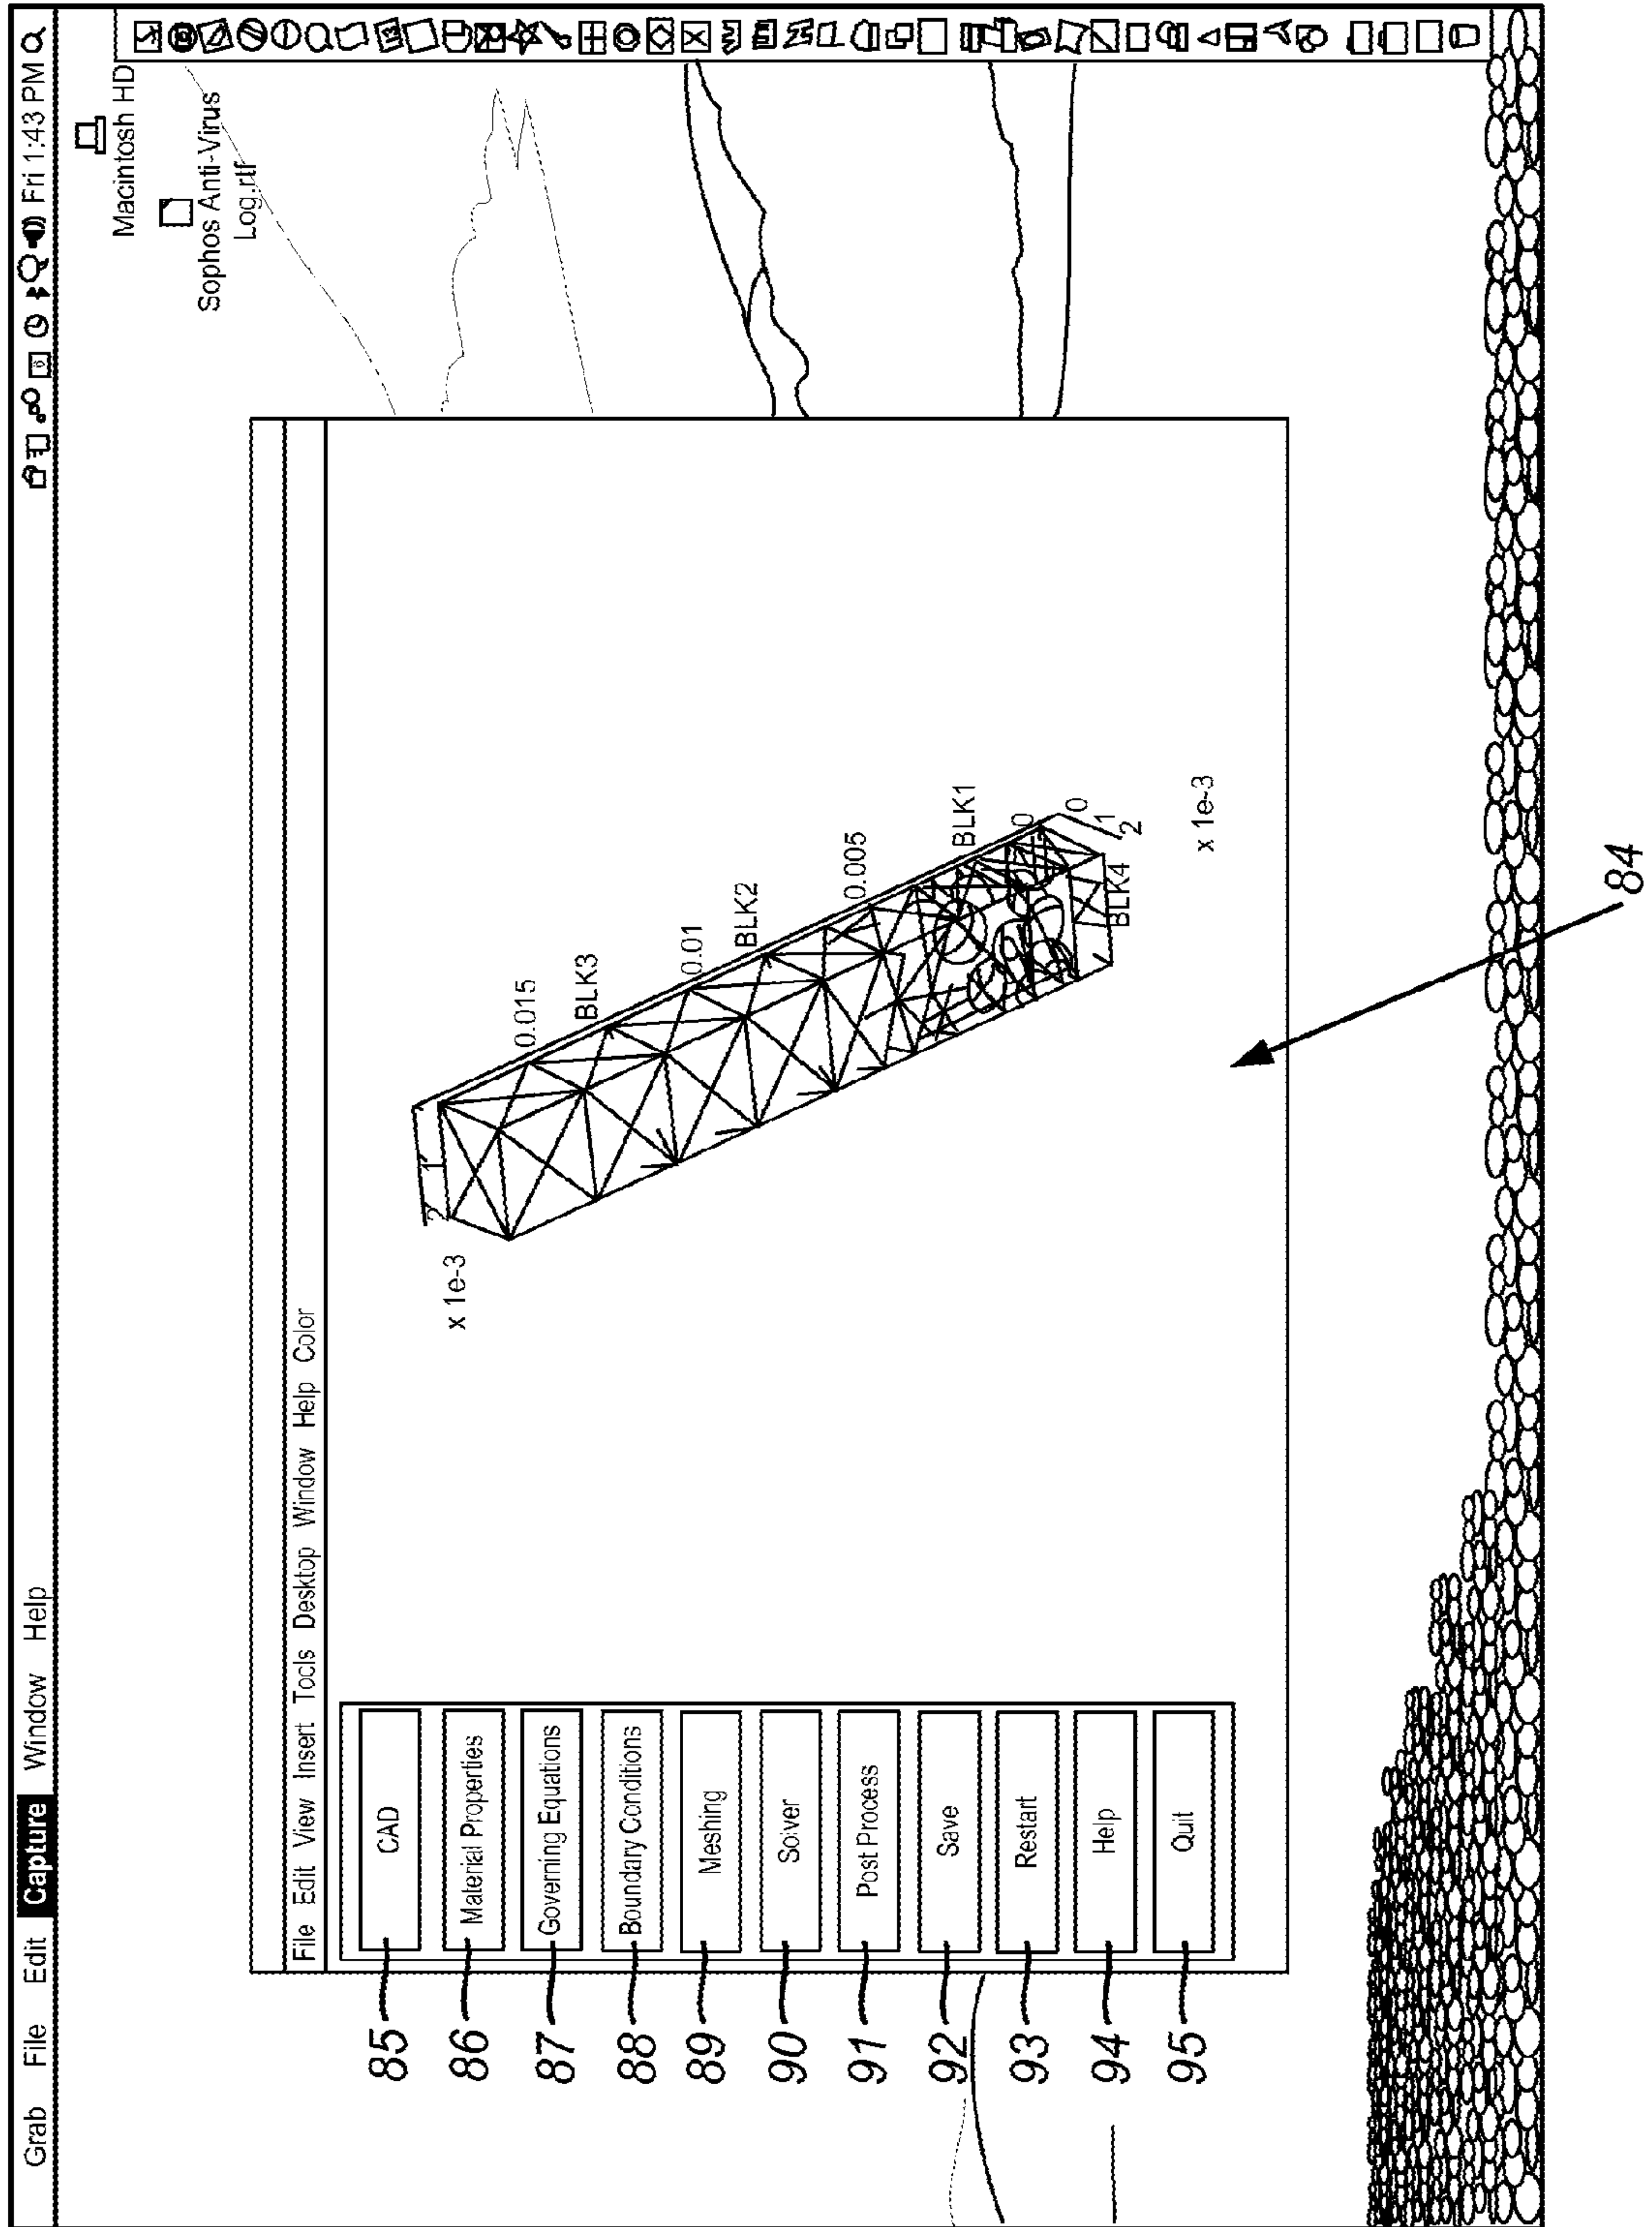 Grab File Edit Capture Window Help
Fri 1:43 PM
Macintosh HD
Sophos Anti-Virus
Log.rtf
File Edit View Insert Tools Desktop Window Help Color
85 CAD
86 Material Properties
87 Governing Equations
88 Boundary Conditions
89 Meshing
90 Solver
91 Post Process
92 Save
93 Restart
94 Help
95 Quit
x 1e-3
2 1
0.015
BLK3
0.01
BLK2
0.005
BLK1
0
0
1
2
BLK4
x 1e-3
84